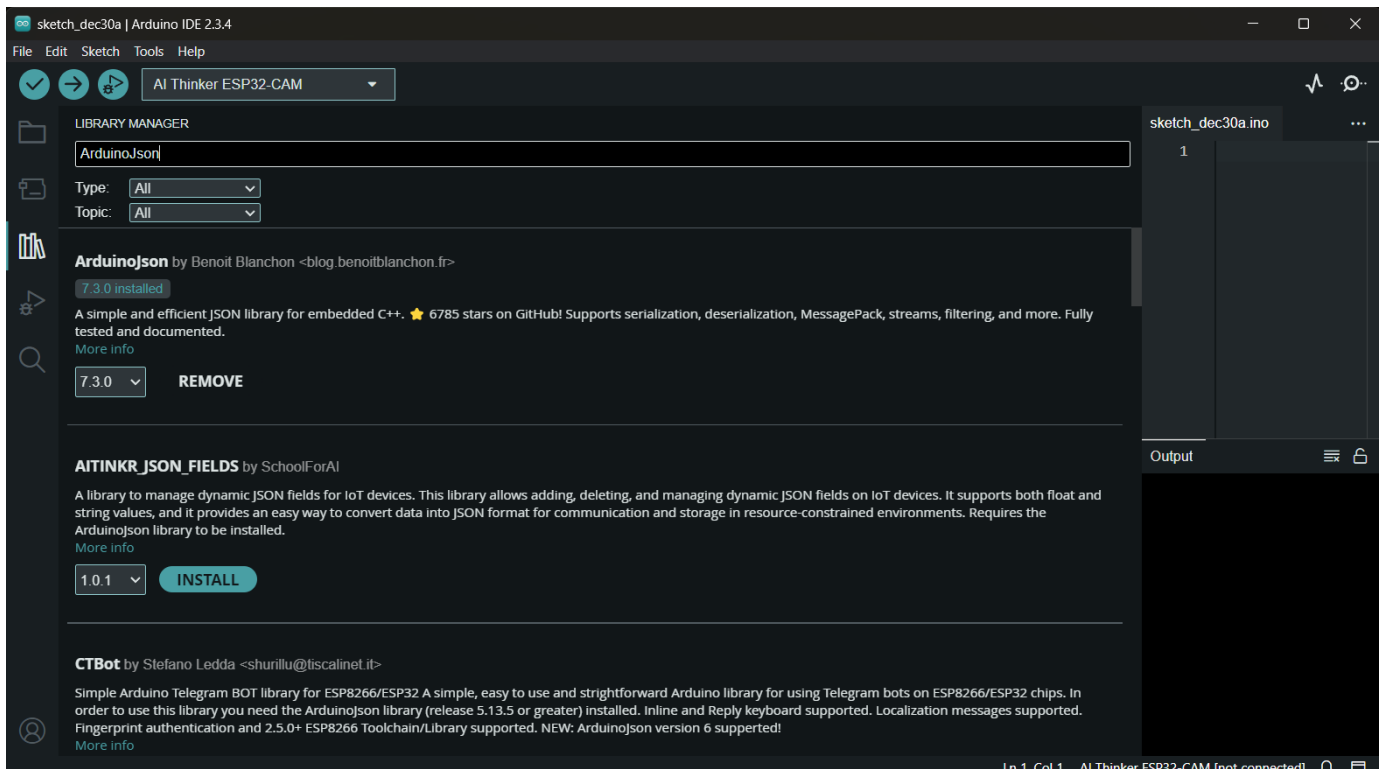 sketch_dec30a | Arduino IDE 2.3.4
File Edit Sketch Tools Help
AI Thinker ESP32-CAM
LIBRARY MANAGER
ArduinoJson
Type: All
Topic: All
ArduinoJson by Benoit Blanchon <blog.benoitblanchon.fr>
7.3.0 installed
A simple and efficient JSON library for embedded C++. ⭐ 6785 stars on GitHub! Supports serialization, deserialization, MessagePack, streams, filtering, and more. Fully
tested and documented.
More info
7.3.0 REMOVE
AITINKR_JSON_FIELDS by SchoolForAI
A library to manage dynamic JSON fields for IoT devices. This library allows adding, deleting, and managing dynamic JSON fields on IoT devices. It supports both float and
string values, and it provides an easy way to convert data into JSON format for communication and storage in resource-constrained environments. Requires the
ArduinoJson library to be installed.
More info
1.0.1 INSTALL
CTBot by Stefano Ledda <shurillu@tiscalinet.it>
Simple Arduino Telegram BOT library for ESP8266/ESP32 A simple, easy to use and strightforward Arduino library for using Telegram bots on ESP8266/ESP32 chips. In
order to use this library you need the ArduinoJson library (release 5.13.5 or greater) installed. Inline and Reply keyboard supported. Localization messages supported.
Fingerprint authentication and 2.5.0+ ESP8266 Toolchain/Library supported. NEW: ArduinoJson version 6 supperted!
More info
sketch_dec30a.ino
1
Output
Ln 1, Col 1 AI Thinker ESP32-CAM [not connected]